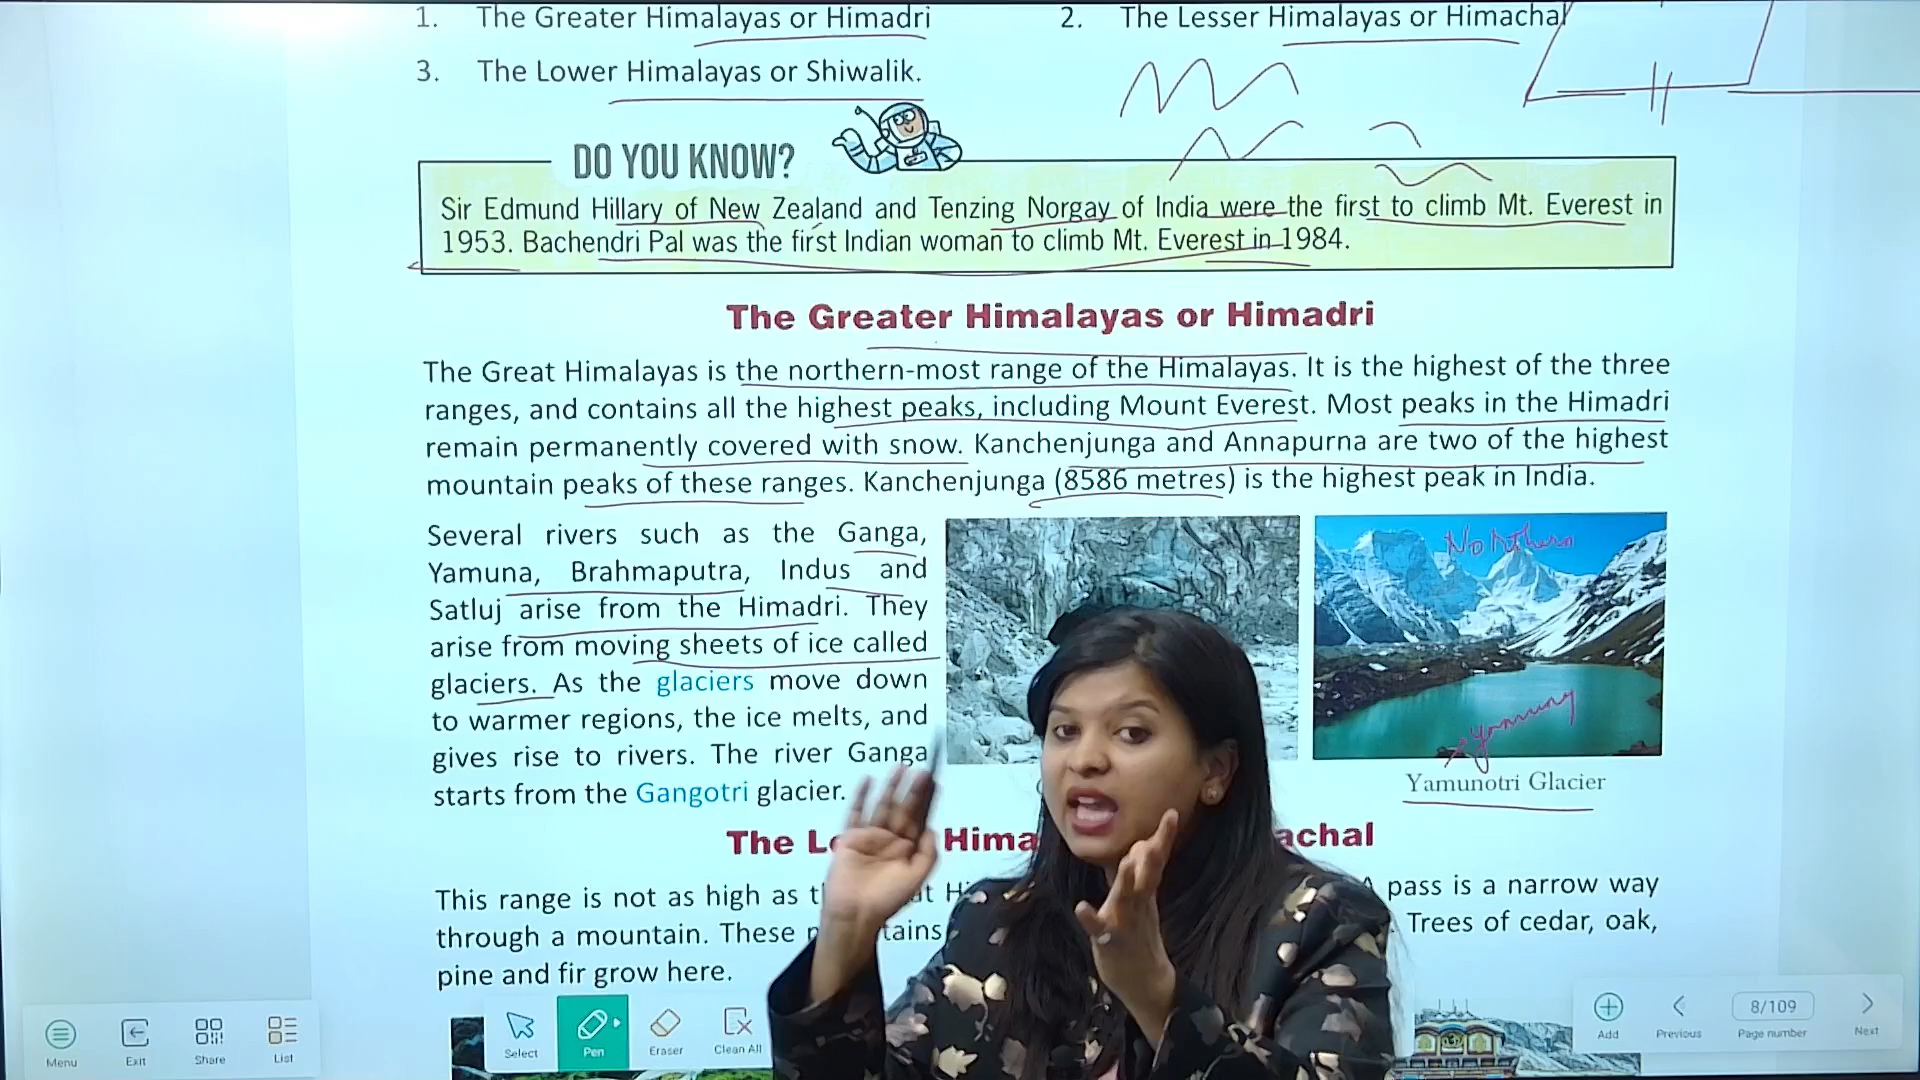 1. The Greater Himalayas or Himadri
2. The Lesser Himalayas or Himachal
3. The Lower Himalayas or Shiwalik.
DO YOU KNOW?
Sir Edmund Hillary of New Zealand and Tenzing Norgay of India were the first to climb Mt. Everest in
1953. Bachendri Pal was the first Indian woman to climb Mt. Everest in 1984.
The Greater Himalayas or Himadri
The Great Himalayas is the northern-most range of the Himalayas. It is the highest of the three
ranges, and contains all the highest peaks, including Mount Everest. Most peaks in the Himadri
remain permanently covered with snow. Kanchenjunga and Annapurna are two of the highest
mountain peaks of these ranges. Kanchenjunga (8586 metres) is the highest peak in India.
Several rivers such as the Ganga,
Yamuna, Brahmaputra, Indus and
Satluj arise from the Himadri. They
arise from moving sheets of ice called
glaciers. As the glaciers move down
to warmer regions, the ice melts, and
gives rise to rivers. The river Ganga
starts from the Gangotri glacier.
Northern
Yamunotri Glacier
The Hima achal
This range is not as high as pass is a narrow way
through a mountain. These Trees of cedar, oak,
pine and fir grow here.
Menu
Exit
Share
List
Select
Pen
Eraser
Clean All
Add
Previous
8/109
Page number
Next